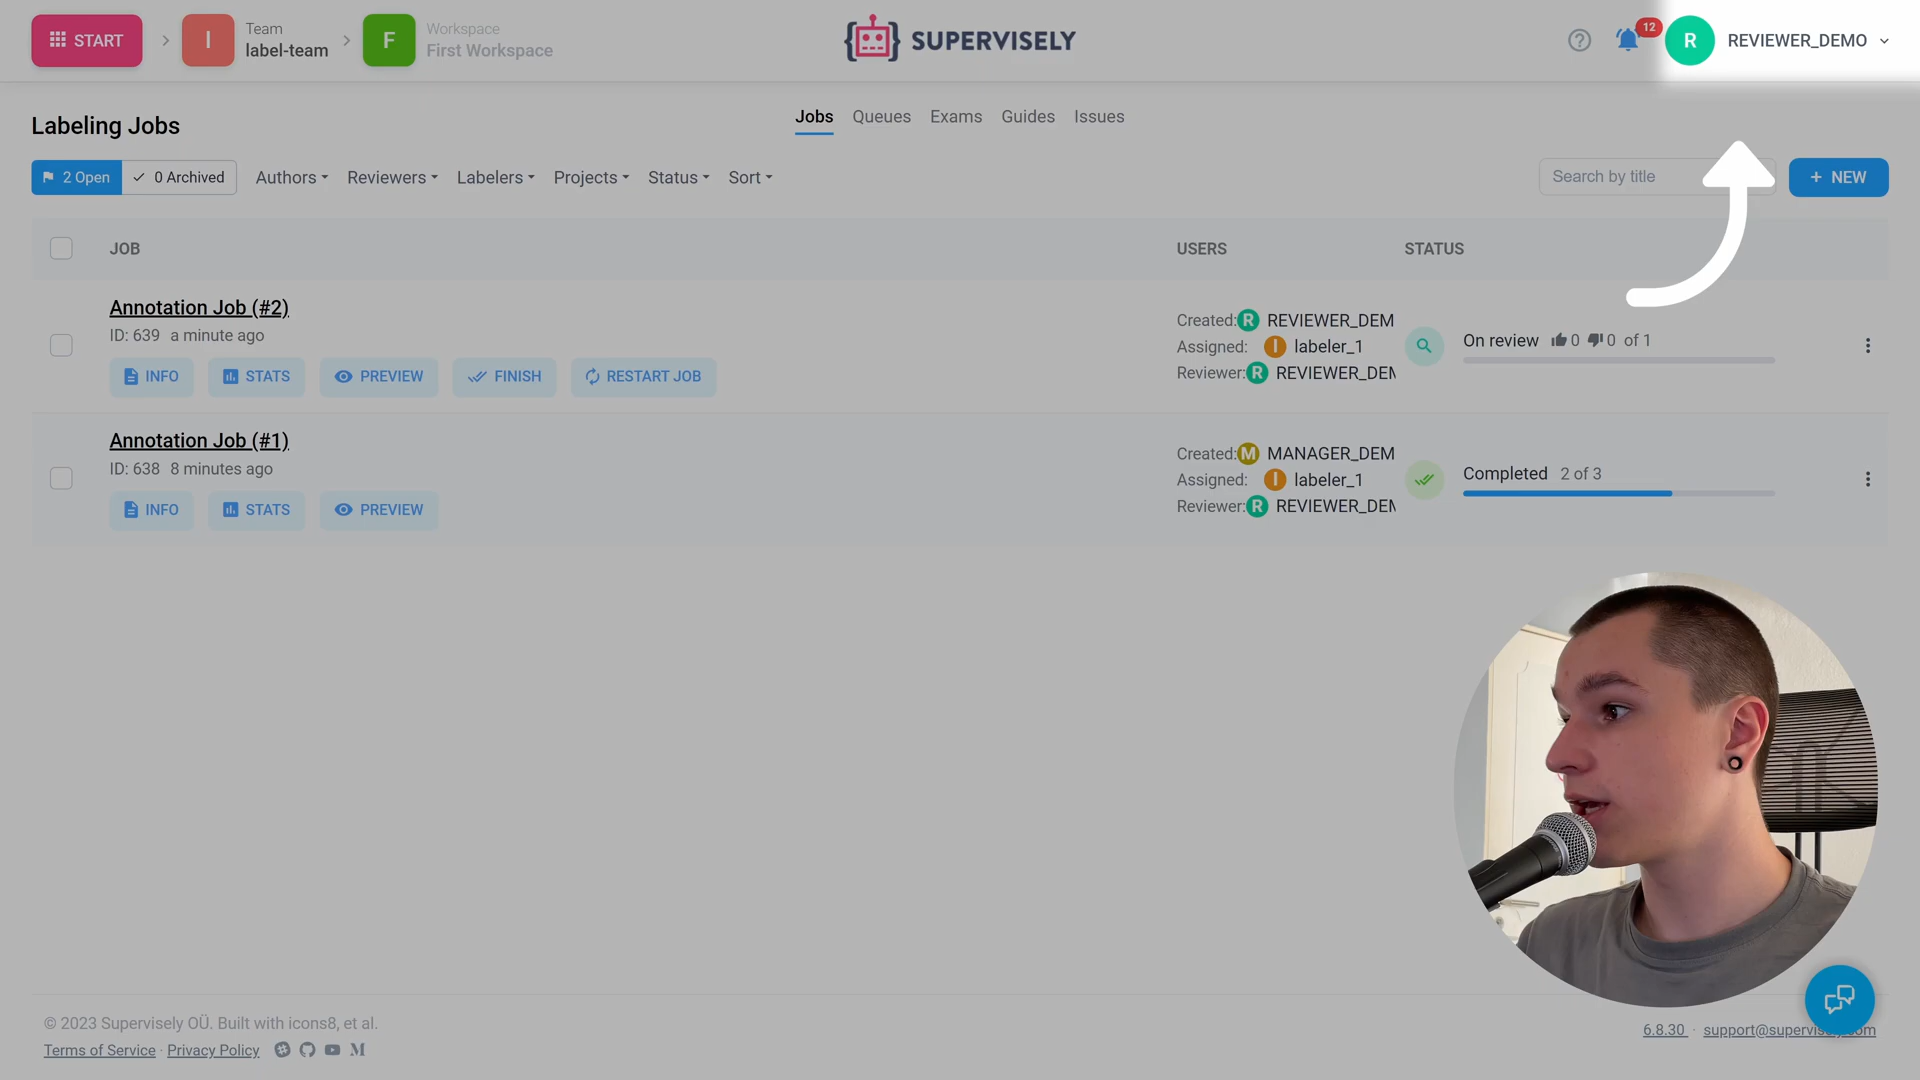 START
Team
label-team
Workspace
First Workspace
I
F
SUPERVISELY
12
R
REVIEWER_DEMO
Labeling Jobs
Jobs
Queues
Exams
Guides
Issues
2 Open
0 Archived
Authors
Reviewers
Labelers
Projects
Status
Sort
Search by title
+ NEW
JOB
USERS
STATUS
Annotation Job (#2)
ID: 639 a minute ago
INFO
STATS
PREVIEW
FINISH
RESTART JOB
Created: R REVIEWER_DEM
Assigned: I labeler_1
Reviewer: R REVIEWER_DEM
On review 0 0 of 1
Annotation Job (#1)
ID: 638 8 minutes ago
INFO
STATS
PREVIEW
Created: M MANAGER_DEM
Assigned: I labeler_1
Reviewer: R REVIEWER_DEM
Completed 2 of 3
© 2023 Supervisely OÜ. Built with icons8, et al.
Terms of Service · Privacy Policy
6.8.30 ·